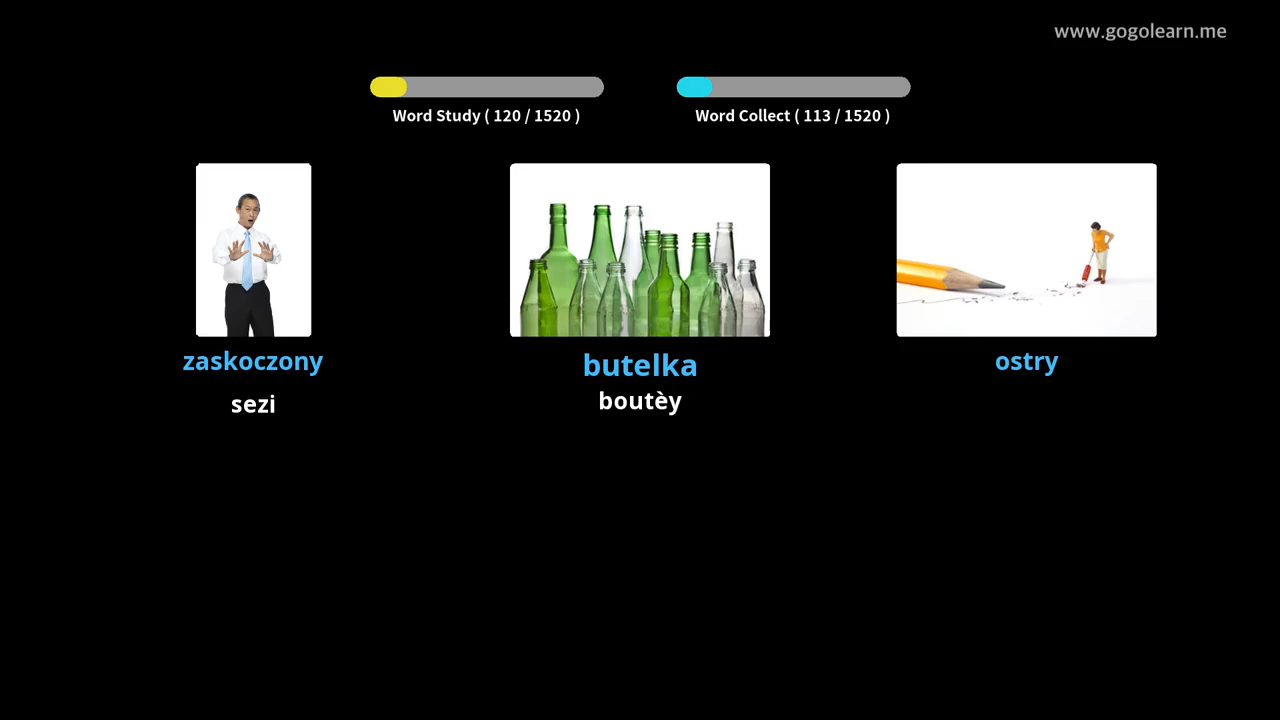 www.gogolearn.me
Word Study ( 120 / 1520 )
Word Collect ( 113 / 1520 )
zaskoczony
sezi
butelka
boutèy
ostry